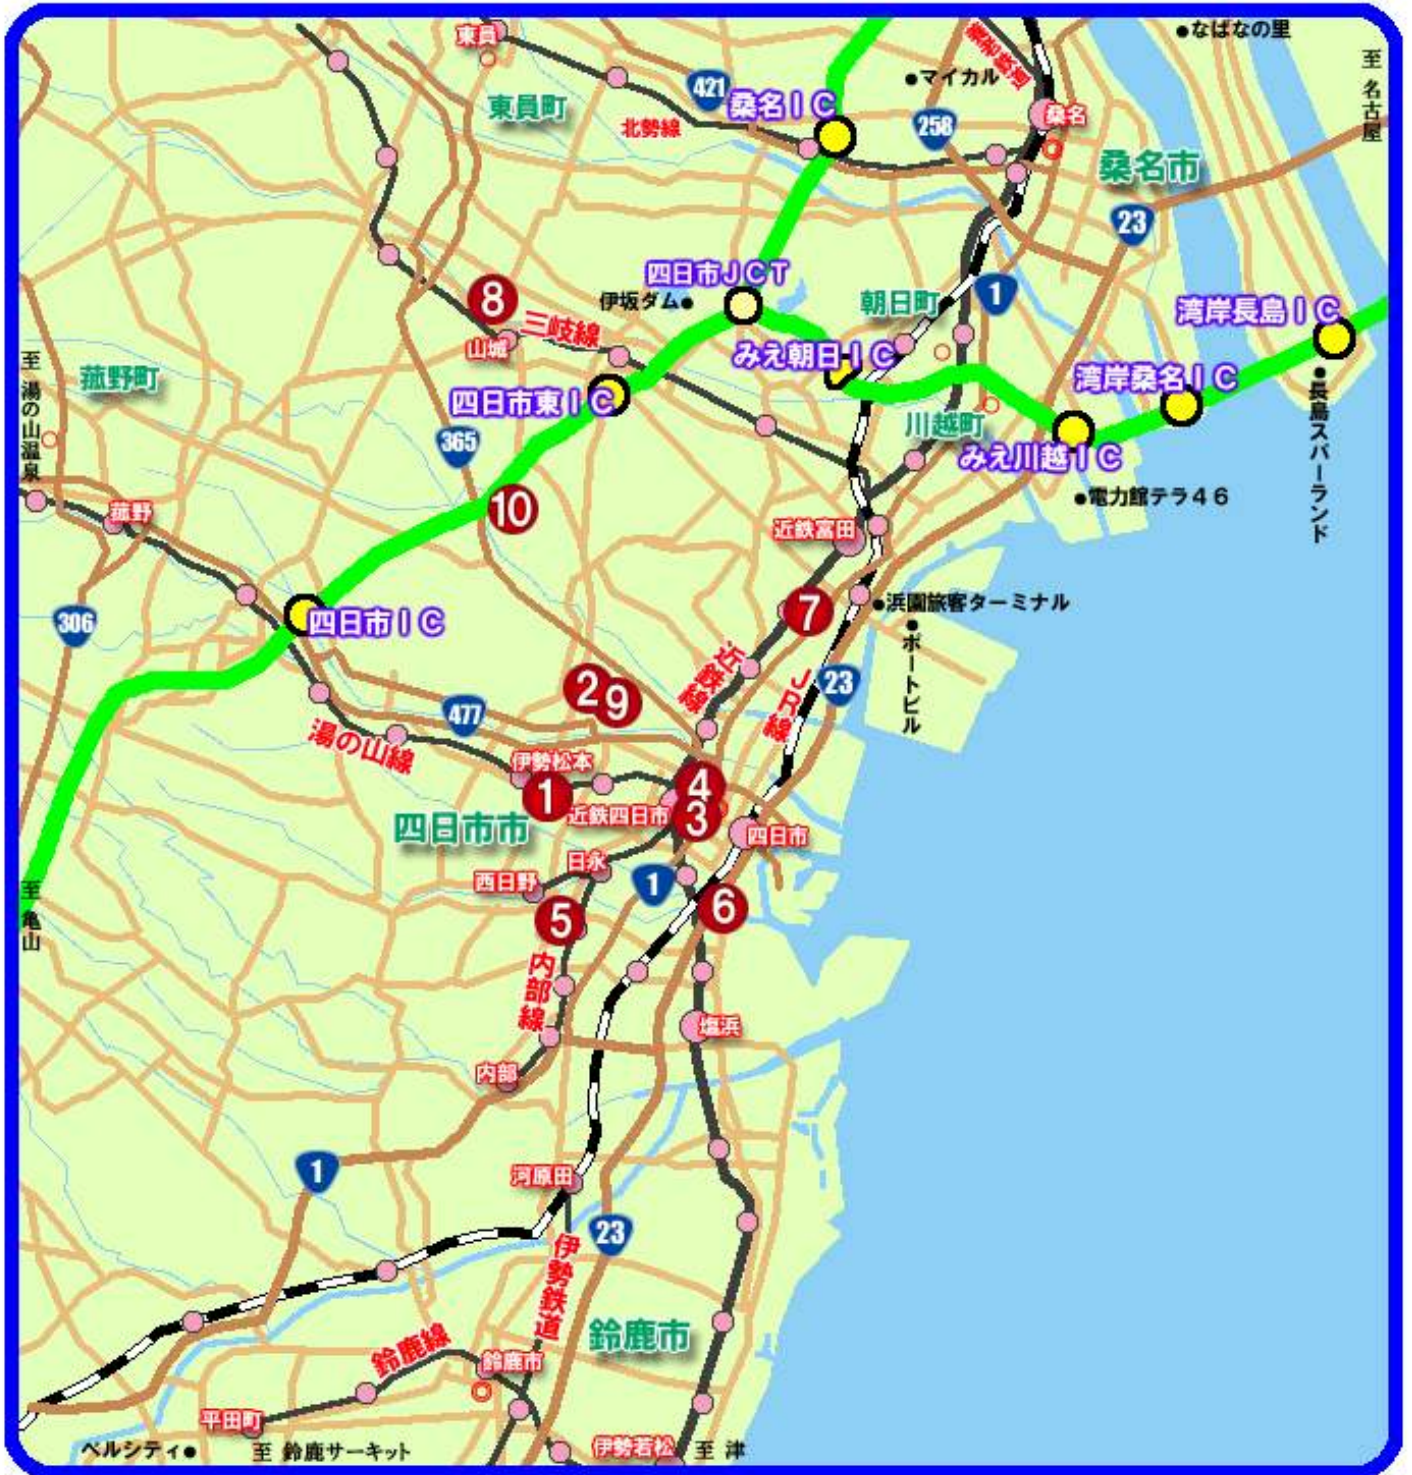 なばなの里
東員
至 名古屋
421
マイカル
東員町
桑名ＩＣ
桑名
北勢線
258
桑名市
23
四日市ＪＣＴ
8
伊坂ダム
朝日町
1
湾岸長島ＩＣ
三岐線
山城
至 湯の山温泉
みえ朝日ＩＣ
菰野町
湾岸桑名ＩＣ
四日市東ＩＣ
長島スパーランド
川越町
365
みえ川越ＩＣ
電力館テラ４６
菰野
10
近鉄富田
浜園旅客ターミナル
7
306
四日市ＩＣ
ポートビル
近鉄線
2
9
ＪＲ線
23
477
湯の山線
伊勢松本
4
1
近鉄四日市
3
四日市市
四日市
日永
西日野
1
至 亀山
5
6
内部線
塩浜
内部
1
河原田
23
伊勢鉄道
鈴鹿市
鈴鹿線
鈴鹿市
平田町
ベルシティ
至 鈴鹿サーキット
伊勢若松
至 津